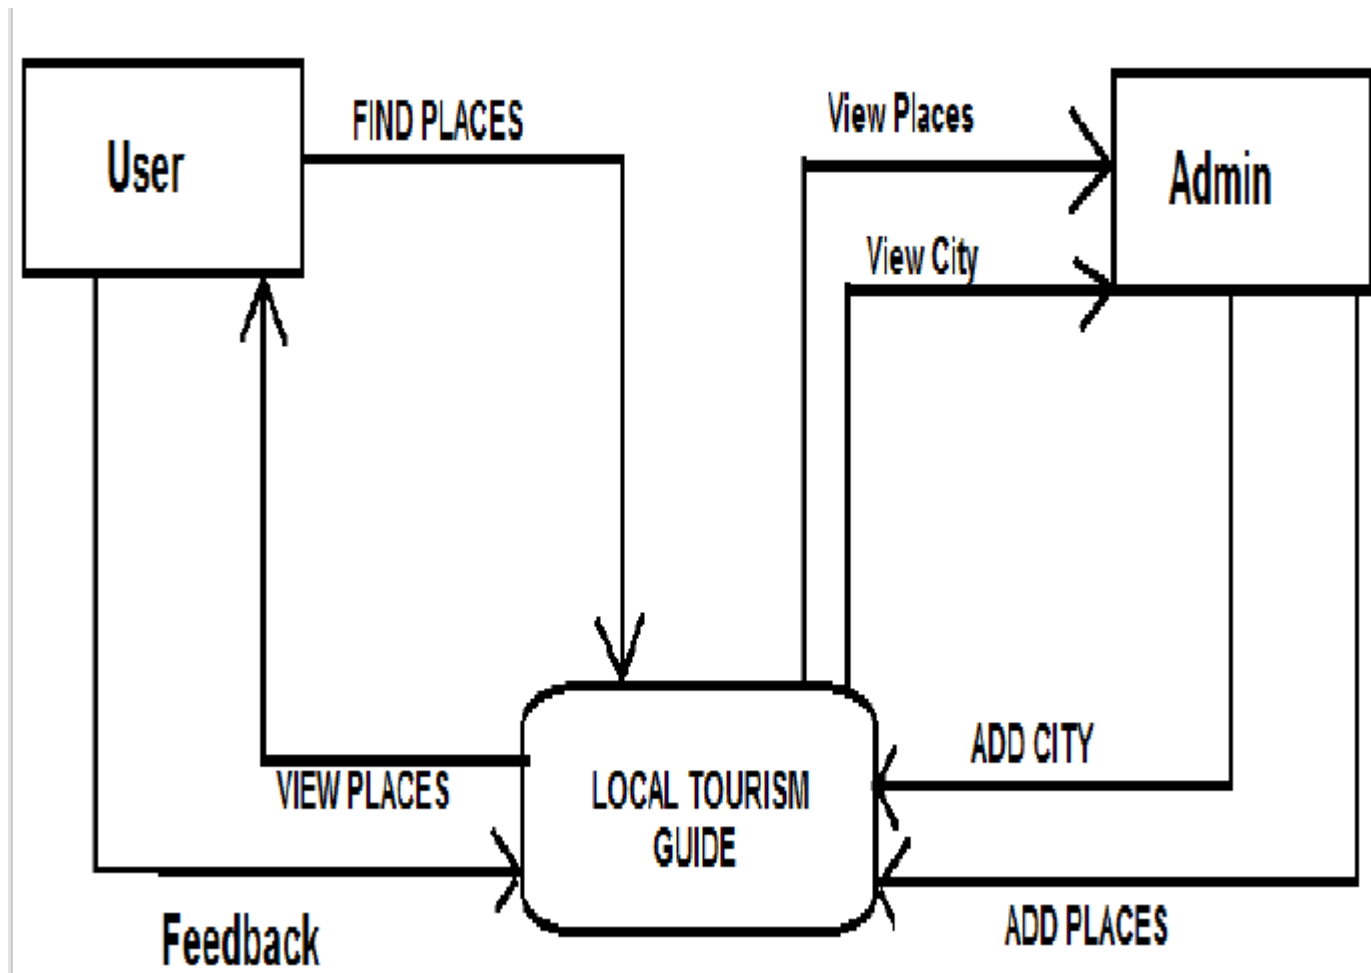 FIND PLACES
View Places
User
Admin
View City
ADD CITY
VIEW PLACES
LOCAL TOURISM
GUIDE
Feedback
ADD PLACES